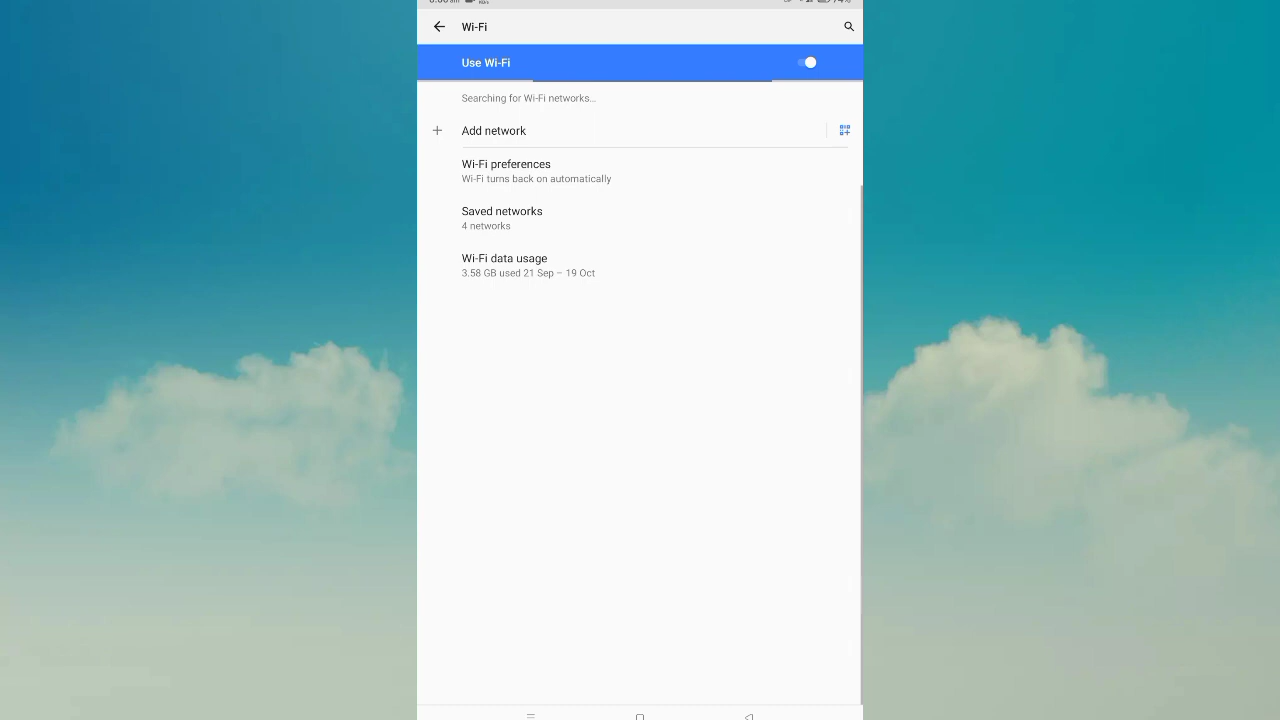 Wi-Fi
Use Wi-Fi
Searching for Wi-Fi networks...
Add network
Wi-Fi preferences
Wi-Fi turns back on automatically
Saved networks
4 networks
Wi-Fi data usage
3.58 GB used 21 Sep – 19 Oct